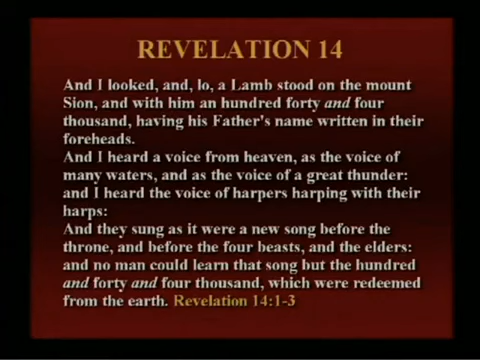 REVELATION 14
And I looked, and, lo, a Lamb stood on the mount
Sion, and with him an hundred forty and four
thousand, having his Father's name written in their
foreheads.
And I heard a voice from heaven, as the voice of
many waters, and as the voice of a great thunder:
and I heard the voice of harpers harping with their
harps:
And they sung as it were a new song before the
throne, and before the four beasts, and the elders:
and no man could learn that song but the hundred
and forty and four thousand, which were redeemed
from the earth. Revelation 14:1-3